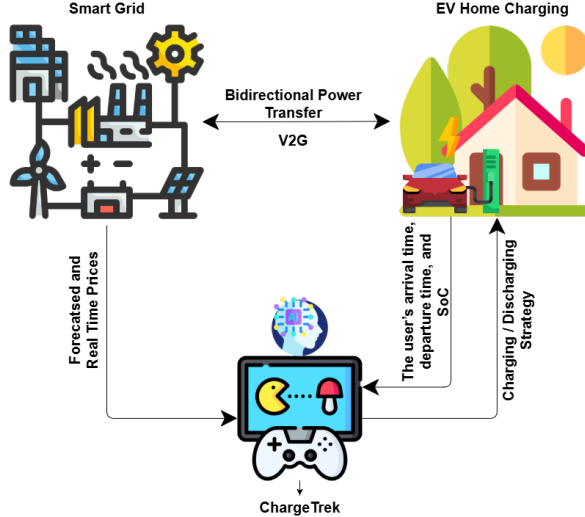 Smart Grid
EV Home Charging
Bidirectional Power
Transfer
V2G
Forecatsed and
Real Time Prices
The user's arrival time,
departure time, and
SoC
Charging / Discharging
Strategy
AI
ChargeTrek